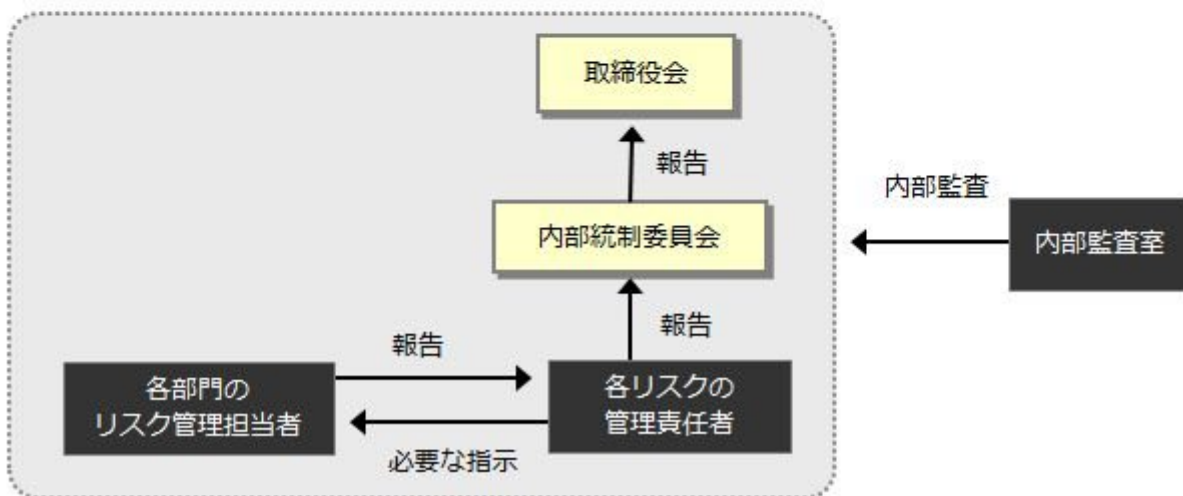 取締役会
報告
内部監査
内部統制委員会
内部監査室
報告
報告
各部門の
リスク管理担当者
各リスクの
管理責任者
必要な指示